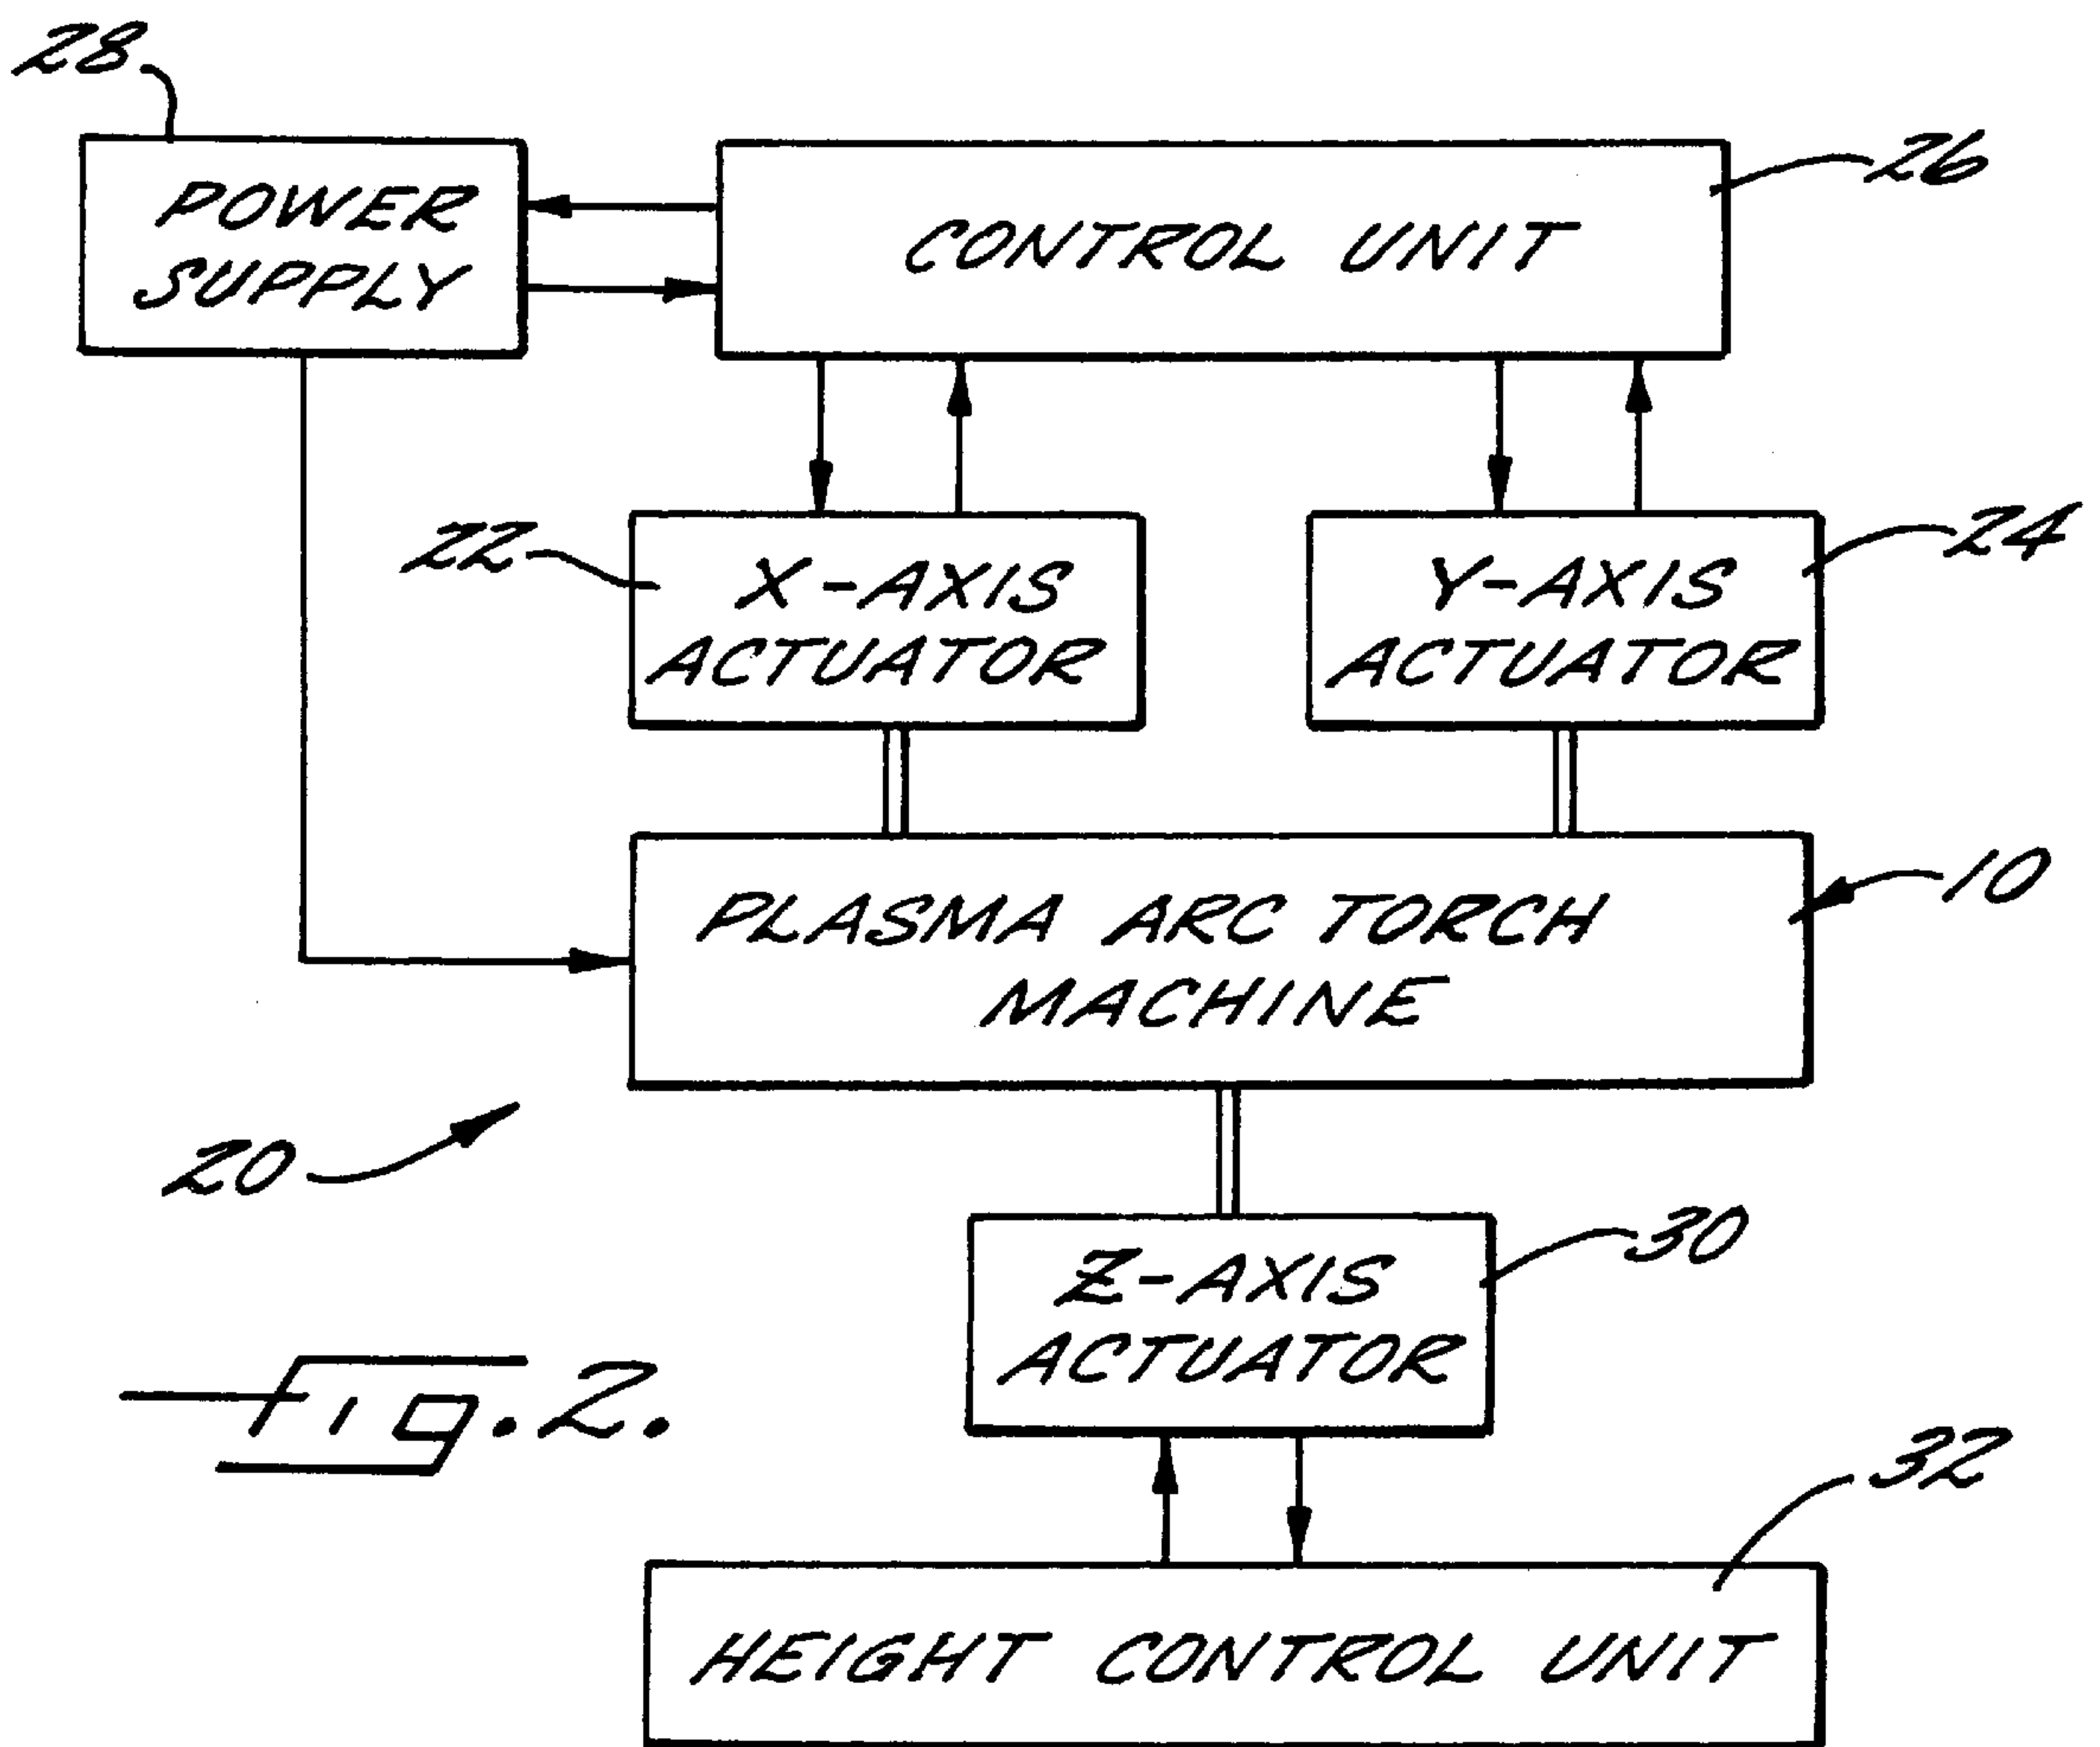 28
POWER
SUPPLY
CONTROL UNIT
26
22
X-AXIS
ACTUATOR
Y-AXIS
ACTUATOR
24
PLASMA ARC TORCH
MACHINE
10
20
Z-AXIS
ACTUATOR
30
Fig. 2.
32
HEIGHT CONTROL UNIT